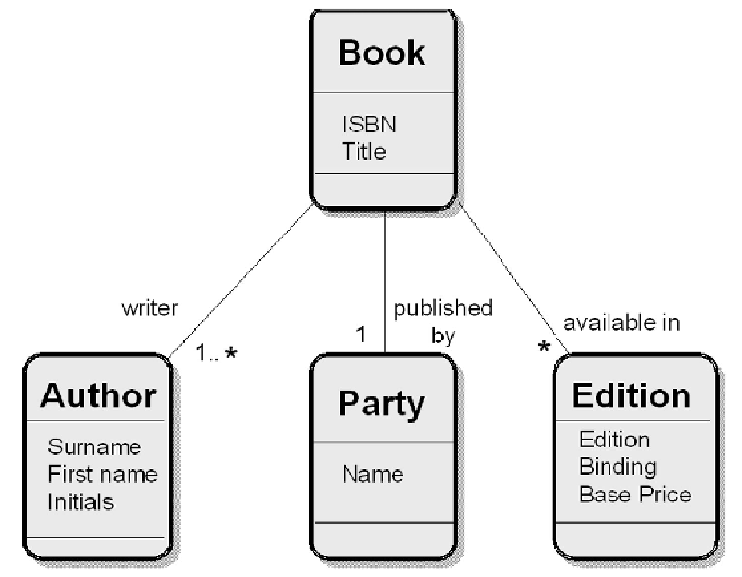 Book
ISBN
Title
writer
published
by
available in
1..*
1
*
Author
Surname
First name
Initials
Party
Name
Edition
Edition
Binding
Base Price